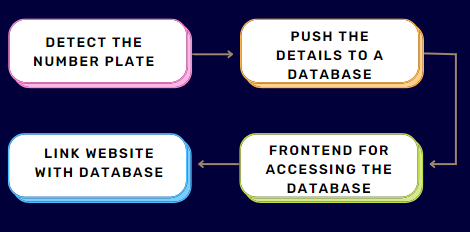 DETECT THE
NUMBER PLATE
PUSH THE
DETAILS TO A
DATABASE
FRONTEND FOR
ACCESSING THE
DATABASE
LINK WEBSITE
WITH DATABASE